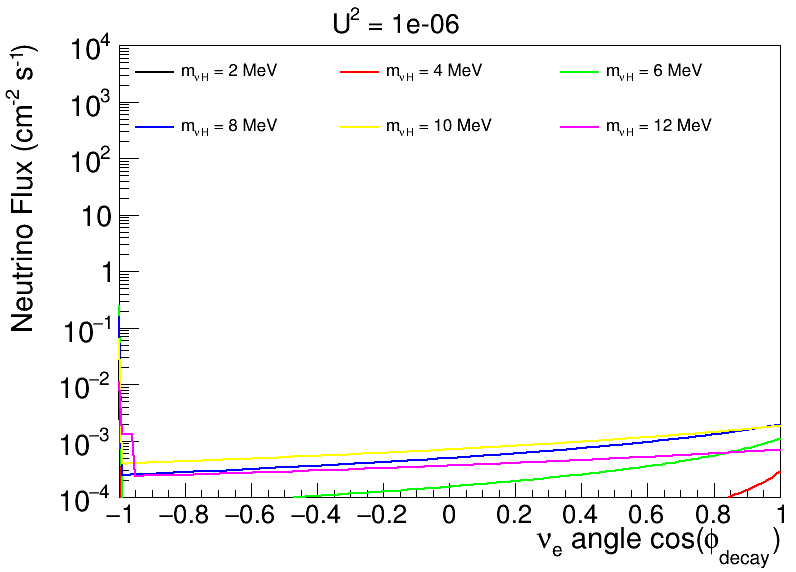 U² = 1e-06
Neutrino Flux (cm⁻² s⁻¹)
m_νH = 2 MeV m_νH = 4 MeV m_νH = 6 MeV
m_νH = 8 MeV m_νH = 10 MeV m_νH = 12 MeV
10⁴
10³
10²
10
1
10⁻¹
10⁻²
10⁻³
10⁻⁴
−1 −0.8 −0.6 −0.4 −0.2 0 0.2 0.4 0.6 0.8 1
ν_e angle cos(ϕ_decay)